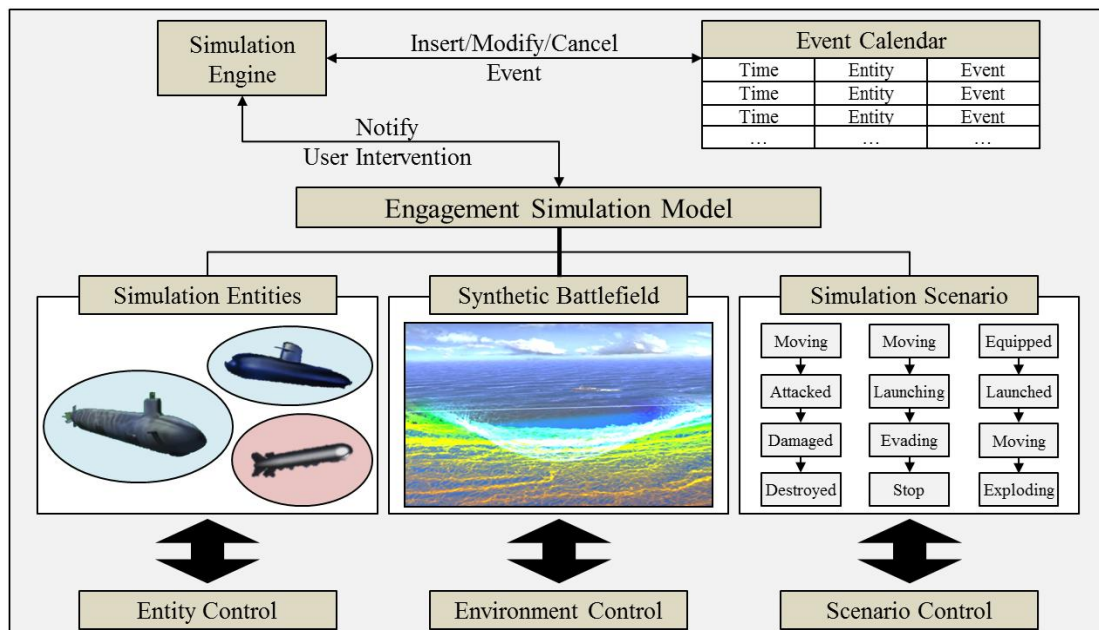 Simulation
Engine
Insert/Modify/Cancel
Event
Event Calendar
Time Entity Event
Time Entity Event
Time Entity Event
… … …
Notify
User Intervention
Engagement Simulation Model
Simulation Entities
Synthetic Battlefield
Simulation Scenario
Moving Moving Equipped
Attacked Launching Launched
Damaged Evading Moving
Destroyed Stop Exploding
Entity Control
Environment Control
Scenario Control